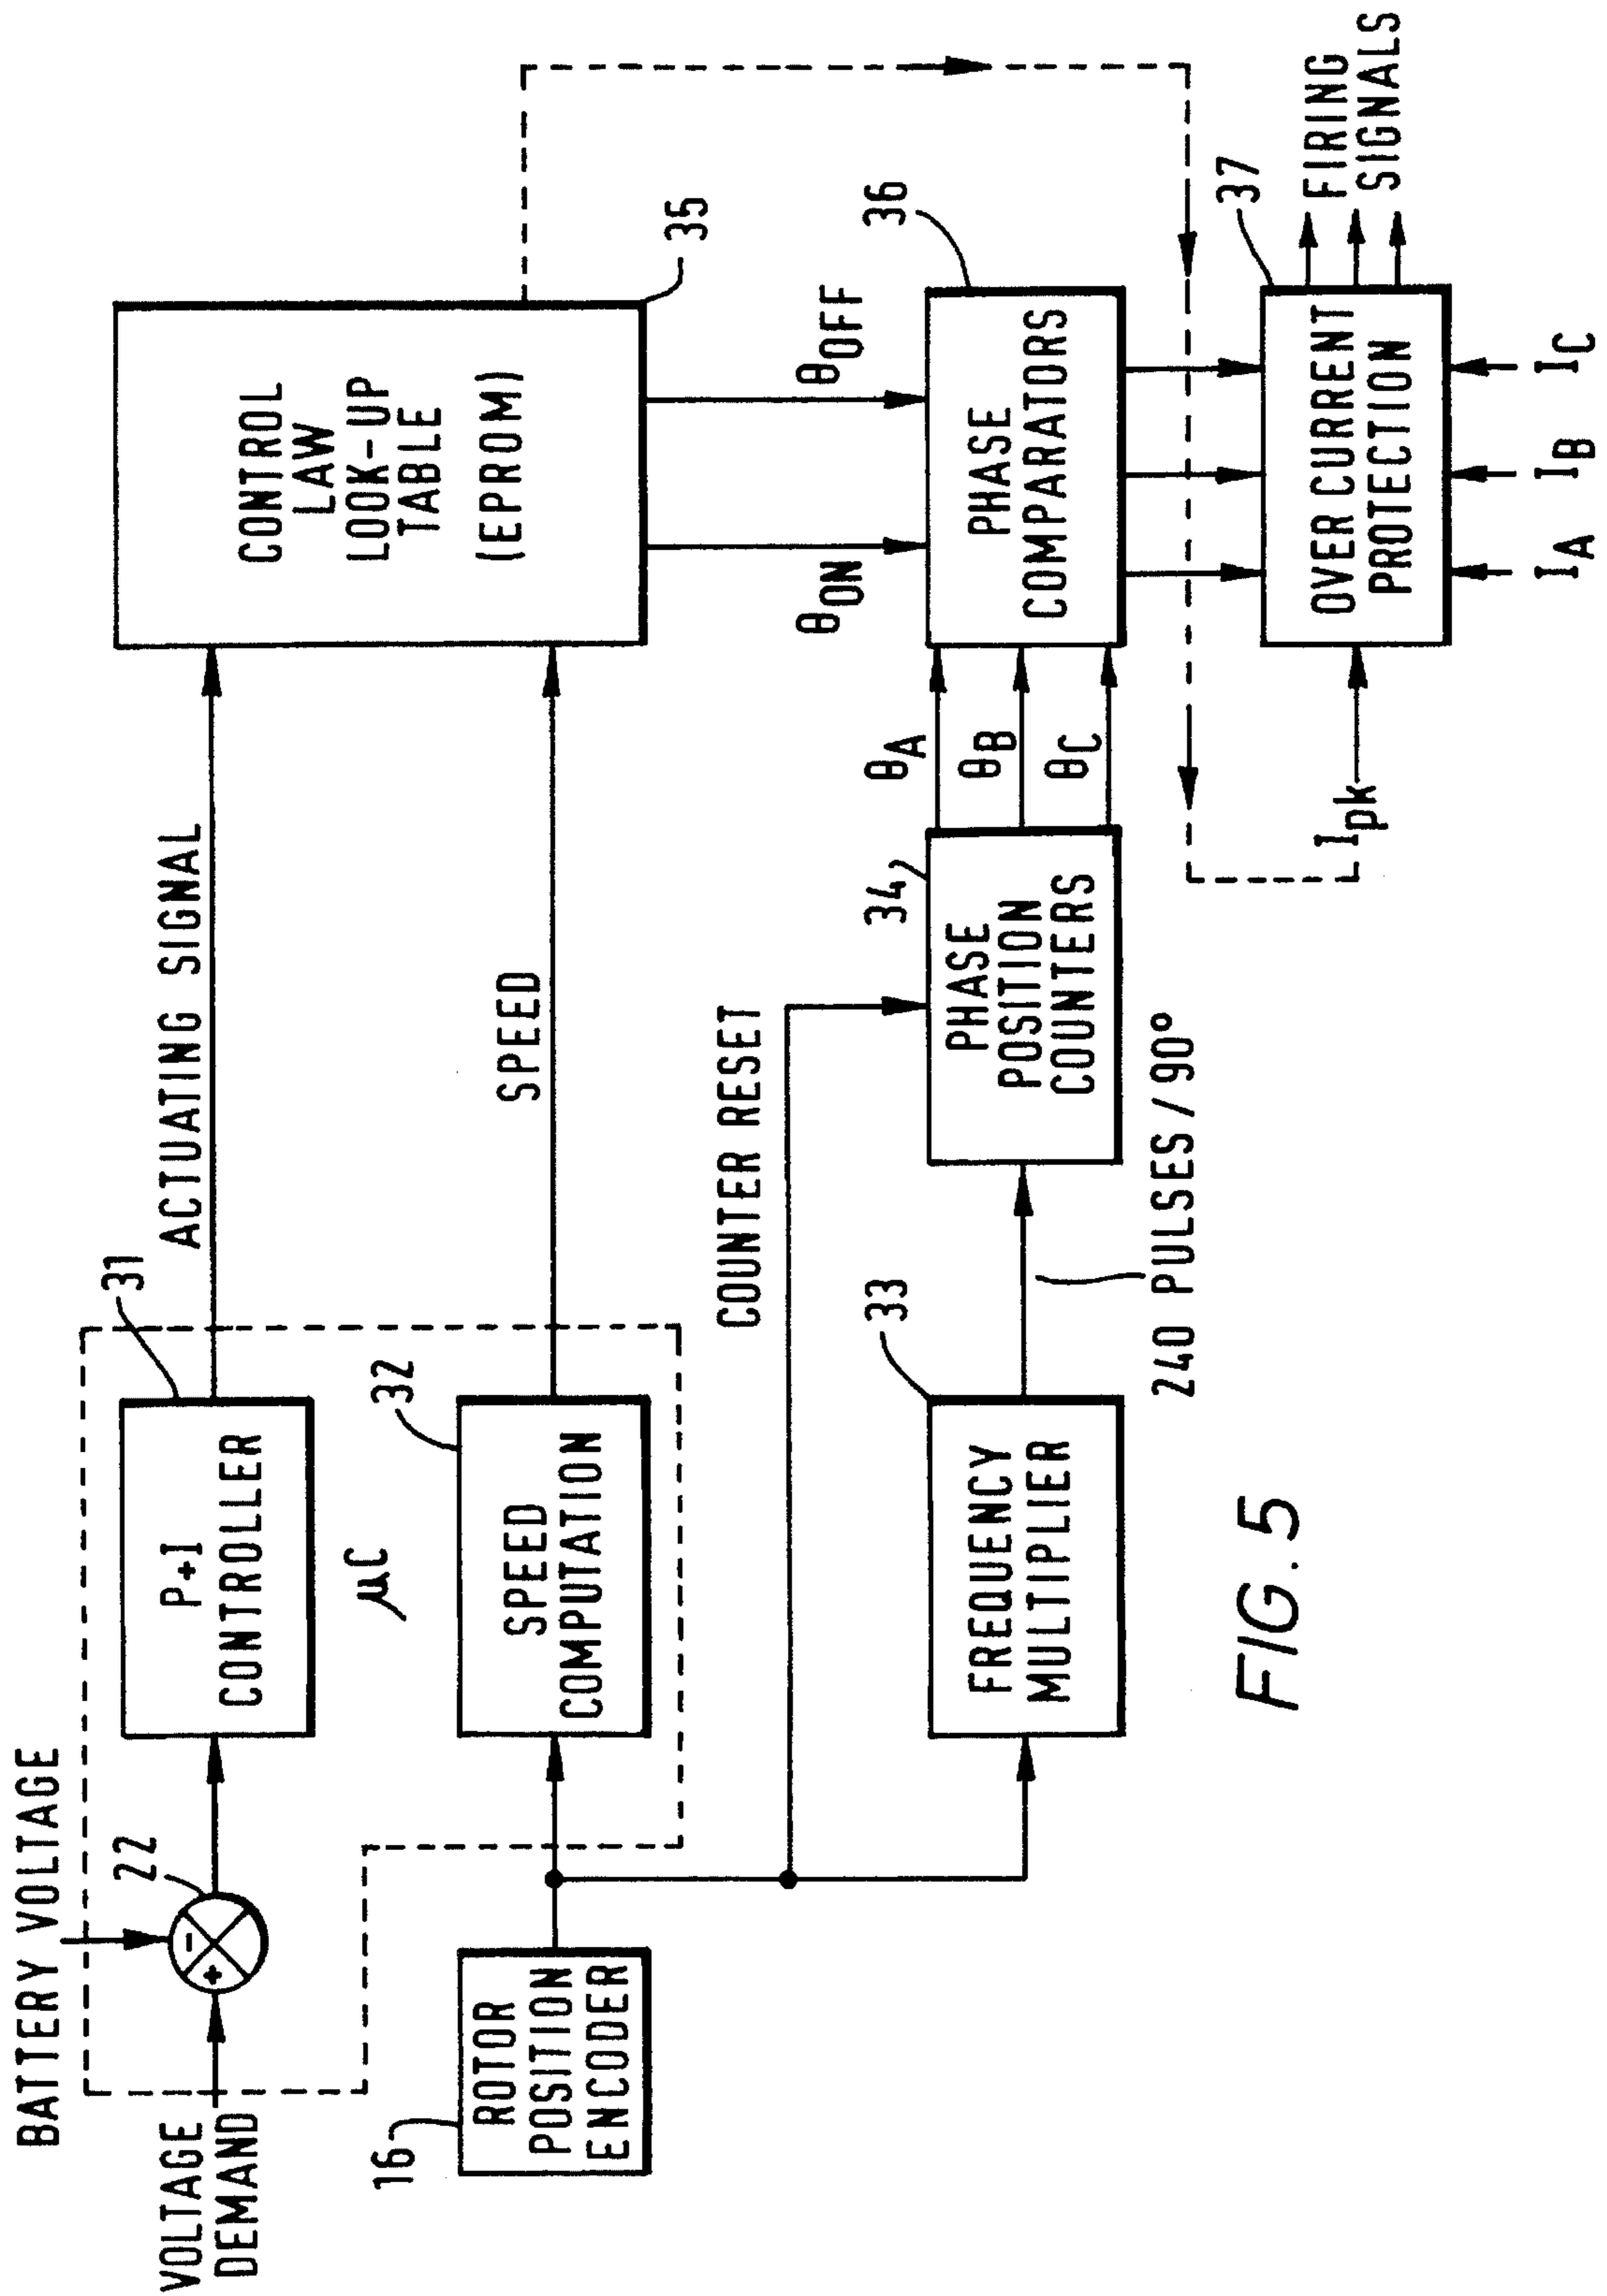 BATTERY VOLTAGE
VOLTAGE
DEMAND
22
-
+
31
P+I
CONTROLLER
µC
32
SPEED
COMPUTATION
ACTUATING SIGNAL
SPEED
CONTROL
LAW
LOOK-UP
TABLE
(EPROM)
35
16
ROTOR
POSITION
ENCODER
COUNTER RESET
33
FREQUENCY
MULTIPLIER
240 PULSES/90°
34
PHASE
POSITION
COUNTERS
θA
θB
θC
θON
θOFF
36
PHASE
COMPARATORS
37
OVER CURRENT
PROTECTION
Ipk
IA
IB
IC
FIRING
SIGNALS
FIG. 5